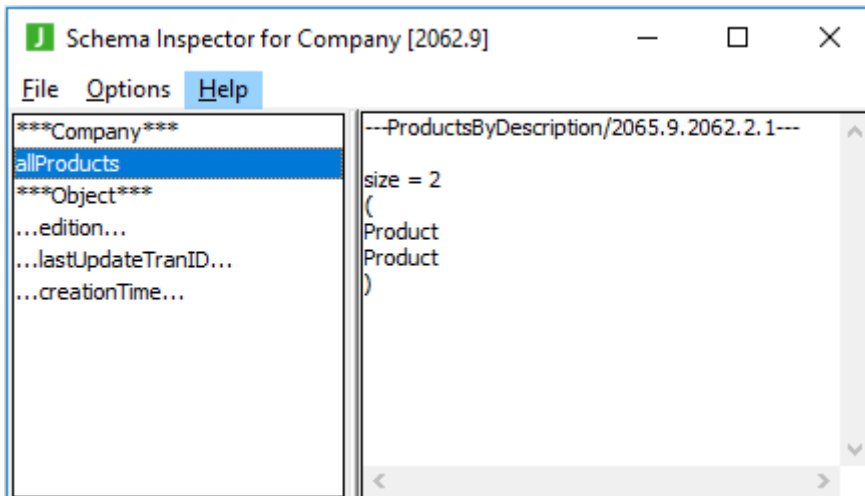 J Schema Inspector for Company [2062.9]
File Options Help
***Company***
allProducts
***Object***
...edition...
...lastUpdateTranID...
...creationTime...
---ProductsByDescription/2065.9.2062.2.1---
size = 2
(
Product
Product
)